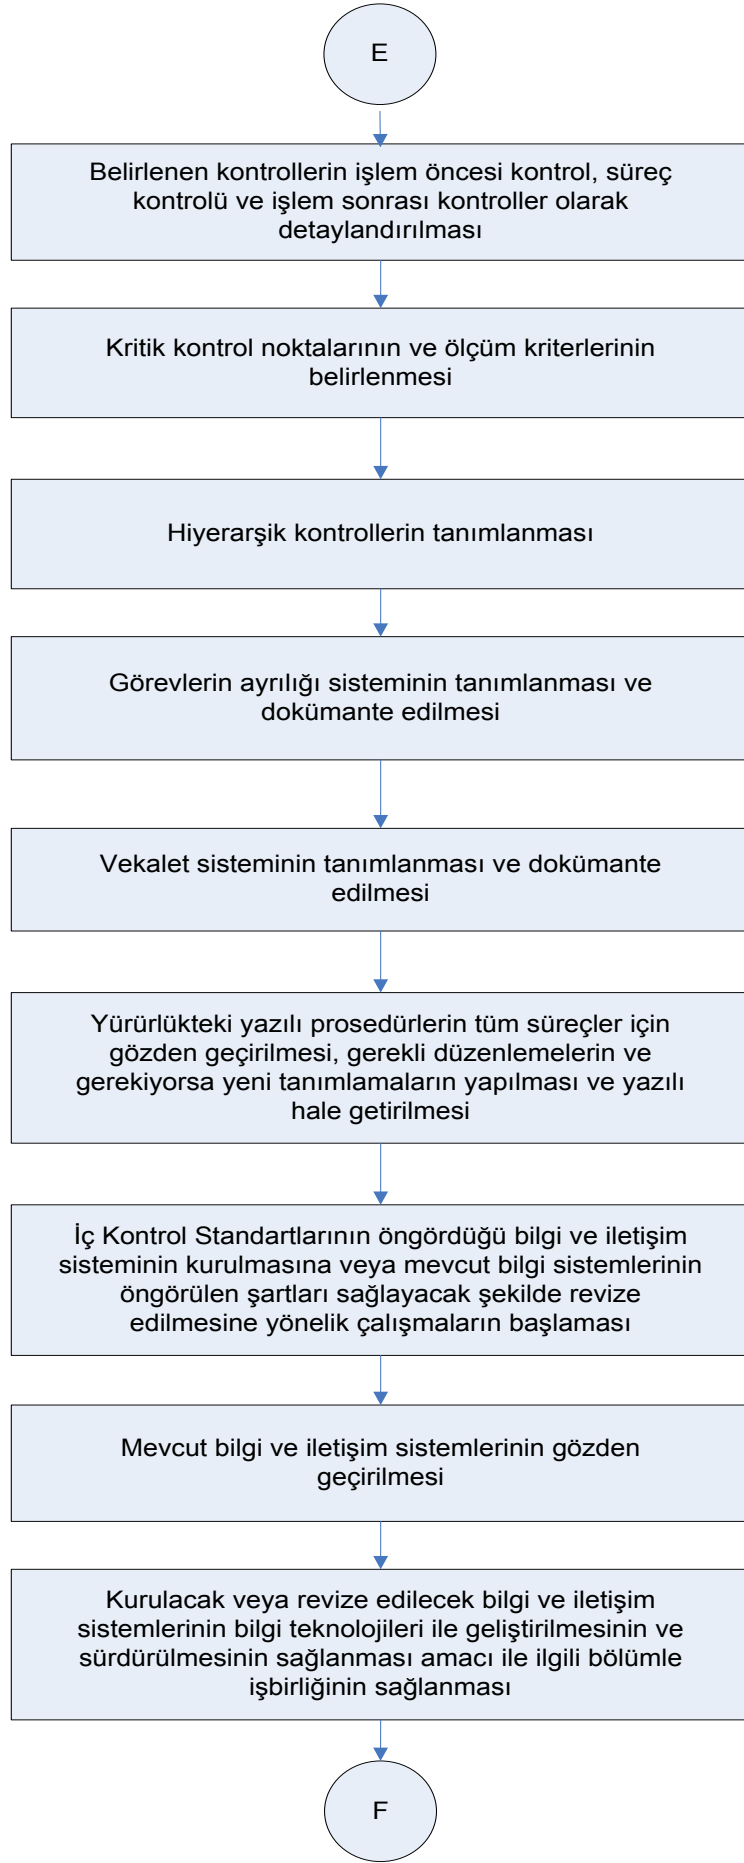 E
Belirlenen kontrollerin işlem öncesi kontrol, süreç
kontrolü ve işlem sonrası kontroller olarak
detaylandırılması
Kritik kontrol noktalarının ve ölçüm kriterlerinin
belirlenmesi
Hiyerarşik kontrollerin tanımlanması
Görevlerin ayrılığı sisteminin tanımlanması ve
dokümante edilmesi
Vekalet sisteminin tanımlanması ve dokümante
edilmesi
Yürürlükteki yazılı prosedürlerin tüm süreçler için
gözden geçirilmesi, gerekli düzenlemelerin ve
gerekiyorsa yeni tanımlamaların yapılması ve yazılı
hale getirilmesi
İç Kontrol Standartlarının öngördüğü bilgi ve iletişim
sisteminin kurulmasına veya mevcut bilgi sistemlerinin
öngörülen şartları sağlayacak şekilde revize
edilmesine yönelik çalışmaların başlaması
Mevcut bilgi ve iletişim sistemlerinin gözden
geçirilmesi
Kurulacak veya revize edilecek bilgi ve iletişim
sistemlerinin bilgi teknolojileri ile geliştirilmesinin ve
sürdürülmesinin sağlanması amacı ile ilgili bölümle
işbirliğinin sağlanması
F